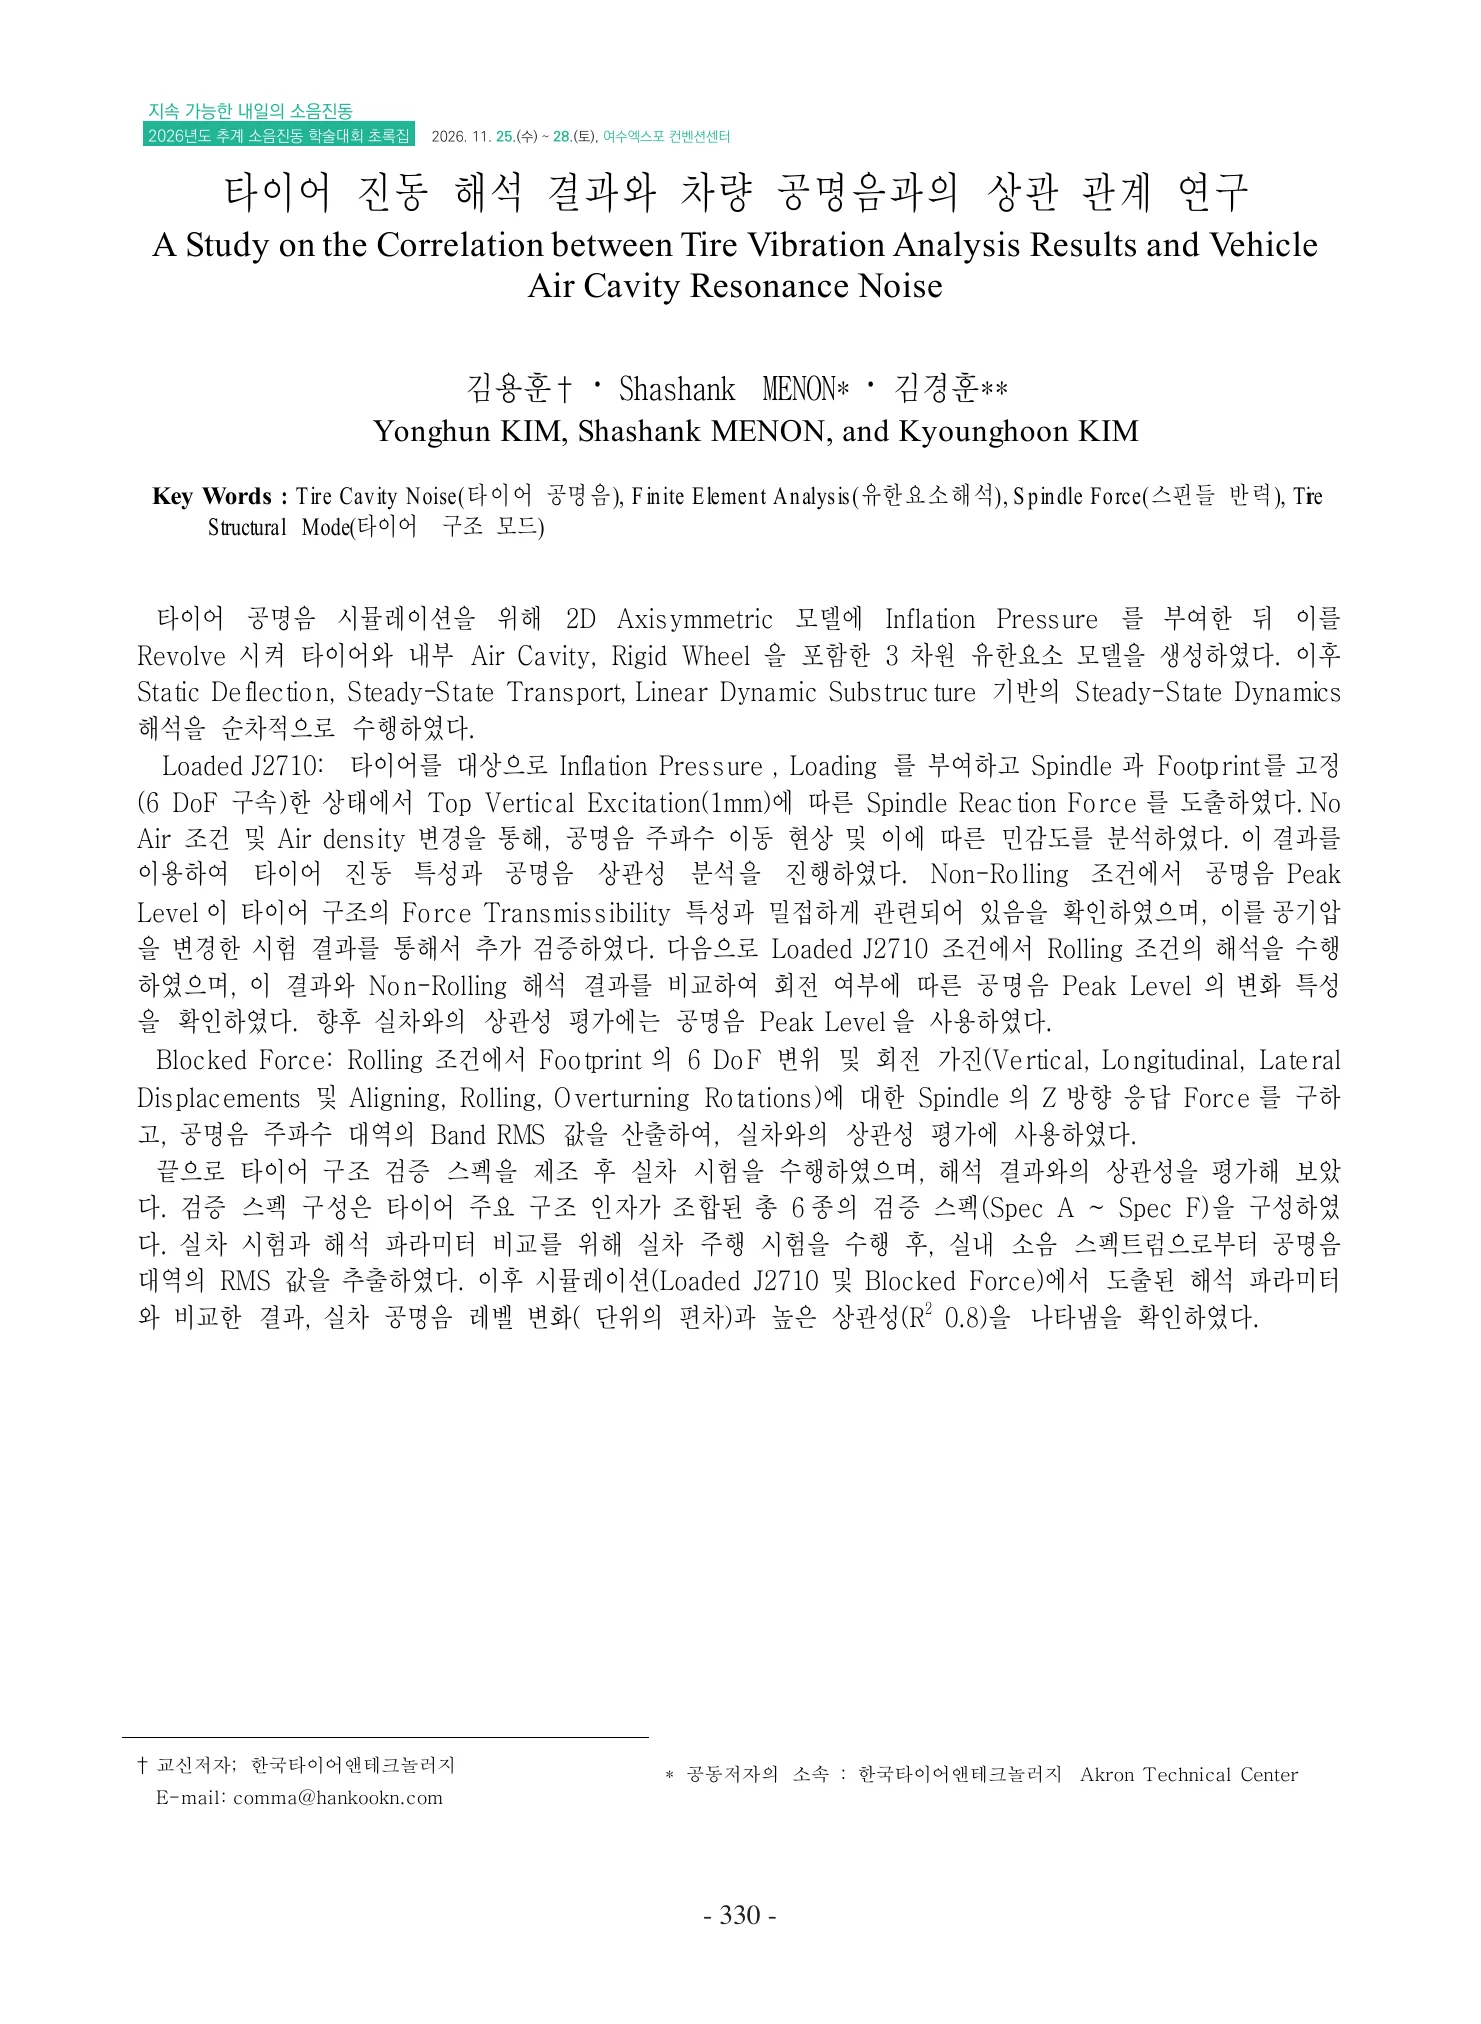 지속 가능한 내일의 소음진동
2026년도 추계 소음진동 학술대회 초록집 2026. 11. 25.(수) ~ 28.(토), 여수엑스포 컨벤션센터
타이어 진동 해석 결과와 차량 공명음과의 상관 관계 연구
A Study on the Correlation between Tire Vibration Analysis Results and Vehicle
Air Cavity Resonance Noise
김용훈† · Shashank MENON* · 김경훈**
Yonghun KIM, Shashank MENON, and Kyounghoon KIM
Key Words : Tire Cavity Noise(타이어 공명음), Finite Element Analysis(유한요소해석), Spindle Force(스핀들 반력), Tire
Structural Mode(타이어 구조 모드)
타이어 공명음 시뮬레이션을 위해 2D Axisymmetric 모델에 Inflation Pressure 를 부여한 뒤 이를
Revolve 시켜 타이어와 내부 Air Cavity, Rigid Wheel 을 포함한 3 차원 유한요소 모델을 생성하였다. 이후
Static Deflection, Steady-State Transport, Linear Dynamic Substructure 기반의 Steady-State Dynamics
해석을 순차적으로 수행하였다.
Loaded J2710: 타이어를 대상으로 Inflation Pressure , Loading 를 부여하고 Spindle 과 Footprint를 고정
(6 DoF 구속)한 상태에서 Top Vertical Excitation(1mm)에 따른 Spindle Reaction Force 를 도출하였다. No
Air 조건 및 Air density 변경을 통해, 공명음 주파수 이동 현상 및 이에 따른 민감도를 분석하였다. 이 결과를
이용하여 타이어 진동 특성과 공명음 상관성 분석을 진행하였다. Non-Rolling 조건에서 공명음 Peak
Level 이 타이어 구조의 Force Transmissibility 특성과 밀접하게 관련되어 있음을 확인하였으며, 이를 공기압
을 변경한 시험 결과를 통해서 추가 검증하였다. 다음으로 Loaded J2710 조건에서 Rolling 조건의 해석을 수행
하였으며, 이 결과와 Non-Rolling 해석 결과를 비교하여 회전 여부에 따른 공명음 Peak Level 의 변화 특성
을 확인하였다. 향후 실차와의 상관성 평가에는 공명음 Peak Level 을 사용하였다.
Blocked Force: Rolling 조건에서 Footprint 의 6 DoF 변위 및 회전 가진(Vertical, Longitudinal, Lateral
Displacements 및 Aligning, Rolling, Overturning Rotations)에 대한 Spindle 의 Z 방향 응답 Force 를 구하
고, 공명음 주파수 대역의 Band RMS 값을 산출하여, 실차와의 상관성 평가에 사용하였다.
끝으로 타이어 구조 검증 스펙을 제조 후 실차 시험을 수행하였으며, 해석 결과와의 상관성을 평가해 보았
다. 검증 스펙 구성은 타이어 주요 구조 인자가 조합된 총 6 종의 검증 스펙(Spec A ~ Spec F)을 구성하였
다. 실차 시험과 해석 파라미터 비교를 위해 실차 주행 시험을 수행 후, 실내 소음 스펙트럼으로부터 공명음
대역의 RMS 값을 추출하였다. 이후 시뮬레이션(Loaded J2710 및 Blocked Force)에서 도출된 해석 파라미터
와 비교한 결과, 실차 공명음 레벨 변화( 단위의 편차)과 높은 상관성(R² 0.8)을 나타냄을 확인하였다.
† 교신저자; 한국타이어앤테크놀러지
E-mail: comma@hankookn.com
* 공동저자의 소속 : 한국타이어앤테크놀러지 Akron Technical Center
- 330 -